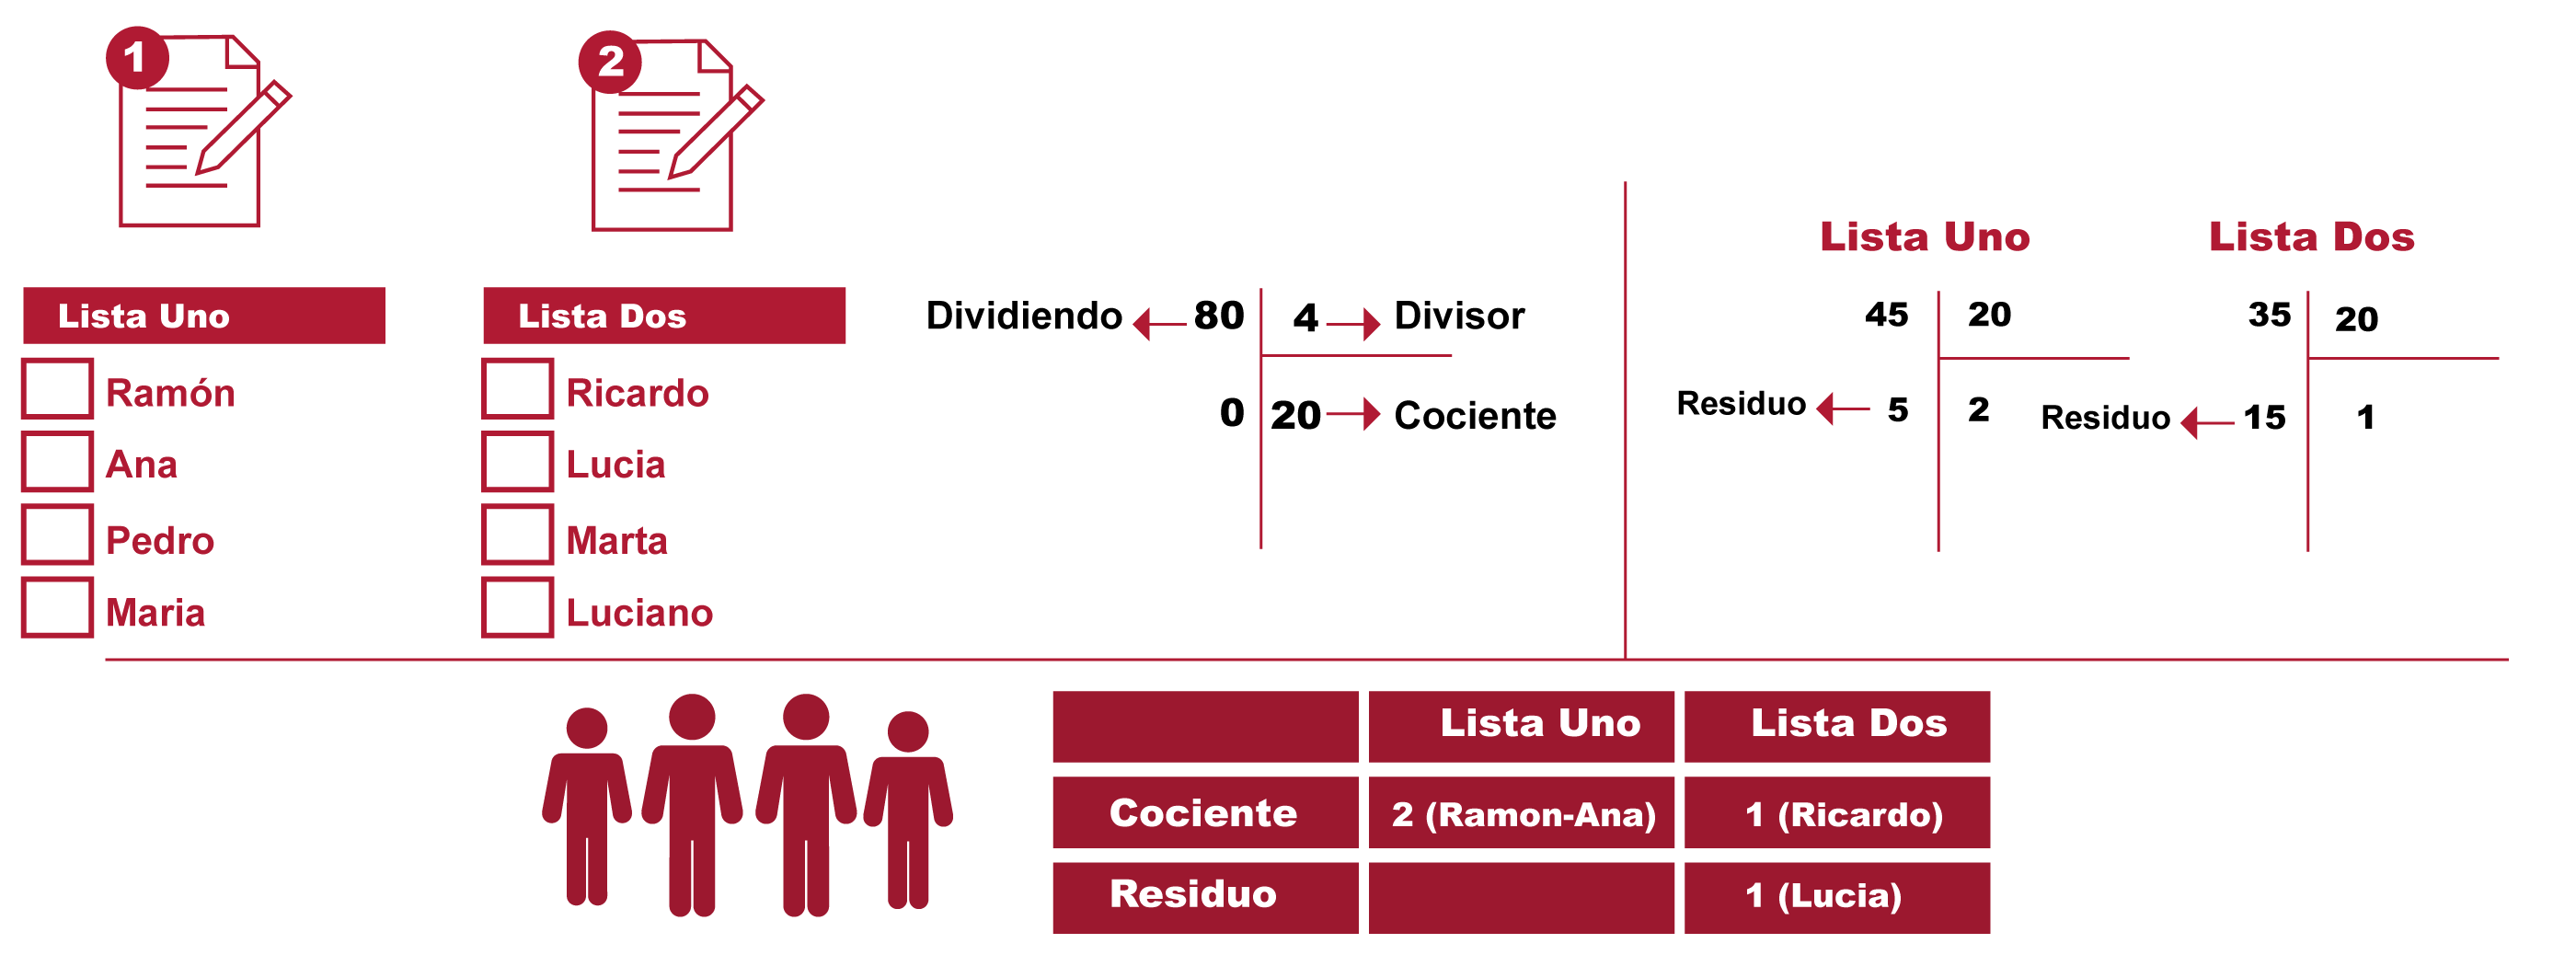 1
2
Lista Uno
Ramón
Ana
Pedro
Maria
Lista Dos
Ricardo
Lucia
Marta
Luciano
Dividiendo 80 4 Divisor
0 20 Cociente
Lista Uno
45 20
Residuo 5 2
Lista Dos
35 20
Residuo 15 1
Lista Uno Lista Dos
Cociente 2 (Ramon-Ana) 1 (Ricardo)
Residuo 1 (Lucia)